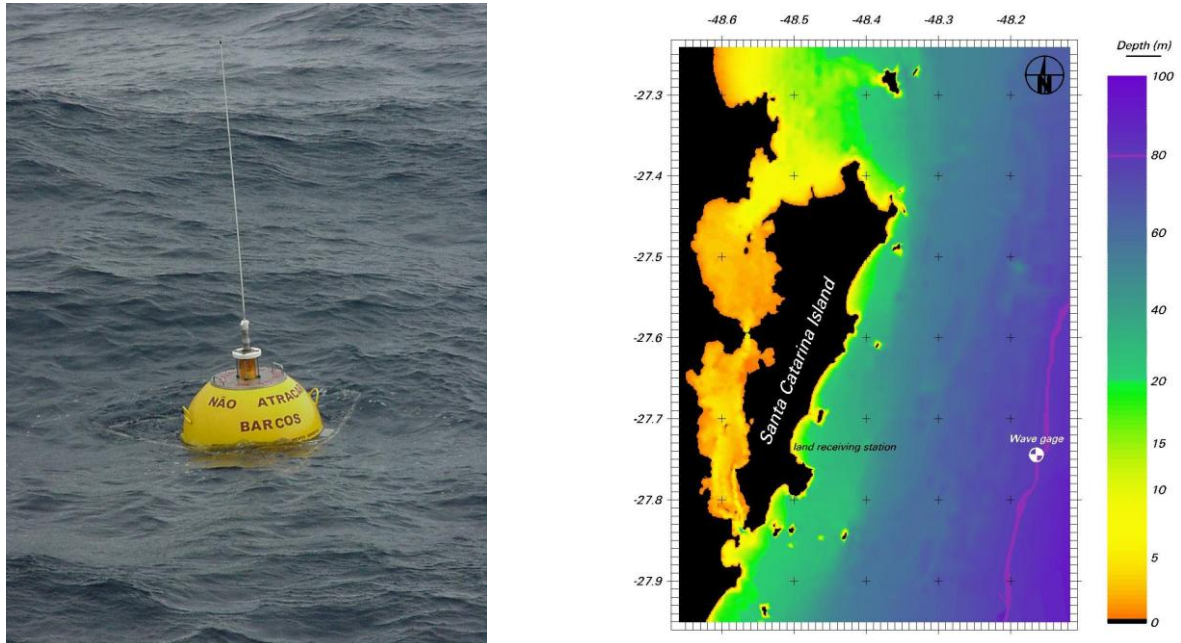 NÃO ATRACAR
BARCOS
-48.6 -48.5 -48.4 -48.3 -48.2
Depth (m)
N
-27.3
-27.4
-27.5
-27.6
-27.7
-27.8
-27.9
Santa Catarina Island
land receiving station
Wave gage
100
80
60
40
20
15
10
5
0